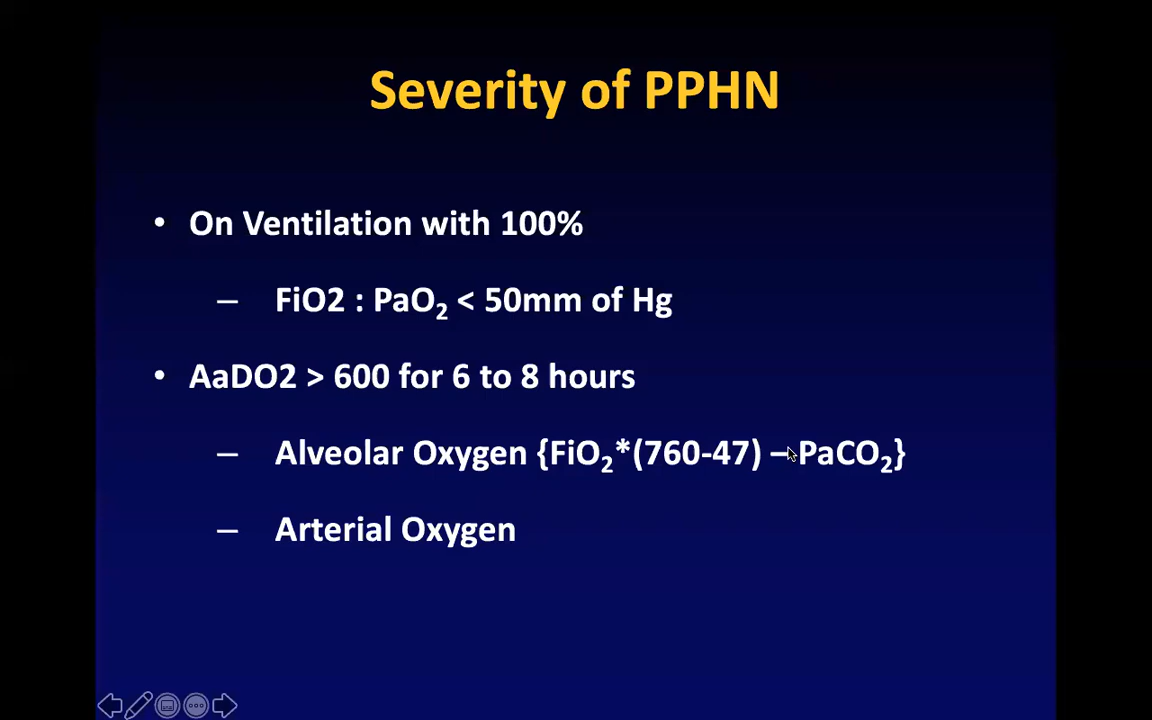 Severity of PPHN
• On Ventilation with 100%
– FiO2 : PaO₂ < 50mm of Hg
• AaDO2 > 600 for 6 to 8 hours
– Alveolar Oxygen {FiO₂*(760-47) –PaCO₂}
– Arterial Oxygen